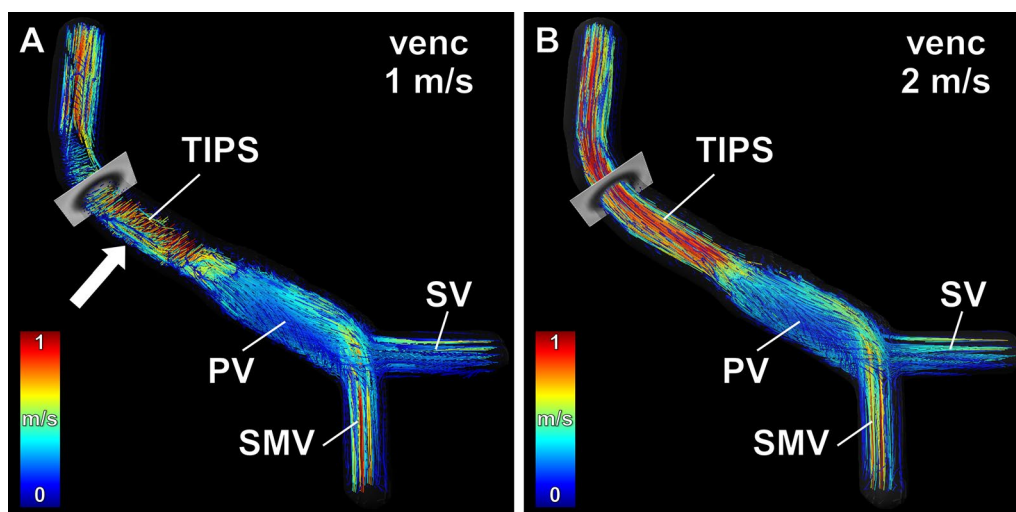 A
venc
1 m/s
TIPS
SV
PV
SMV
1
m/s
0
B
venc
2 m/s
TIPS
SV
PV
SMV
1
m/s
0